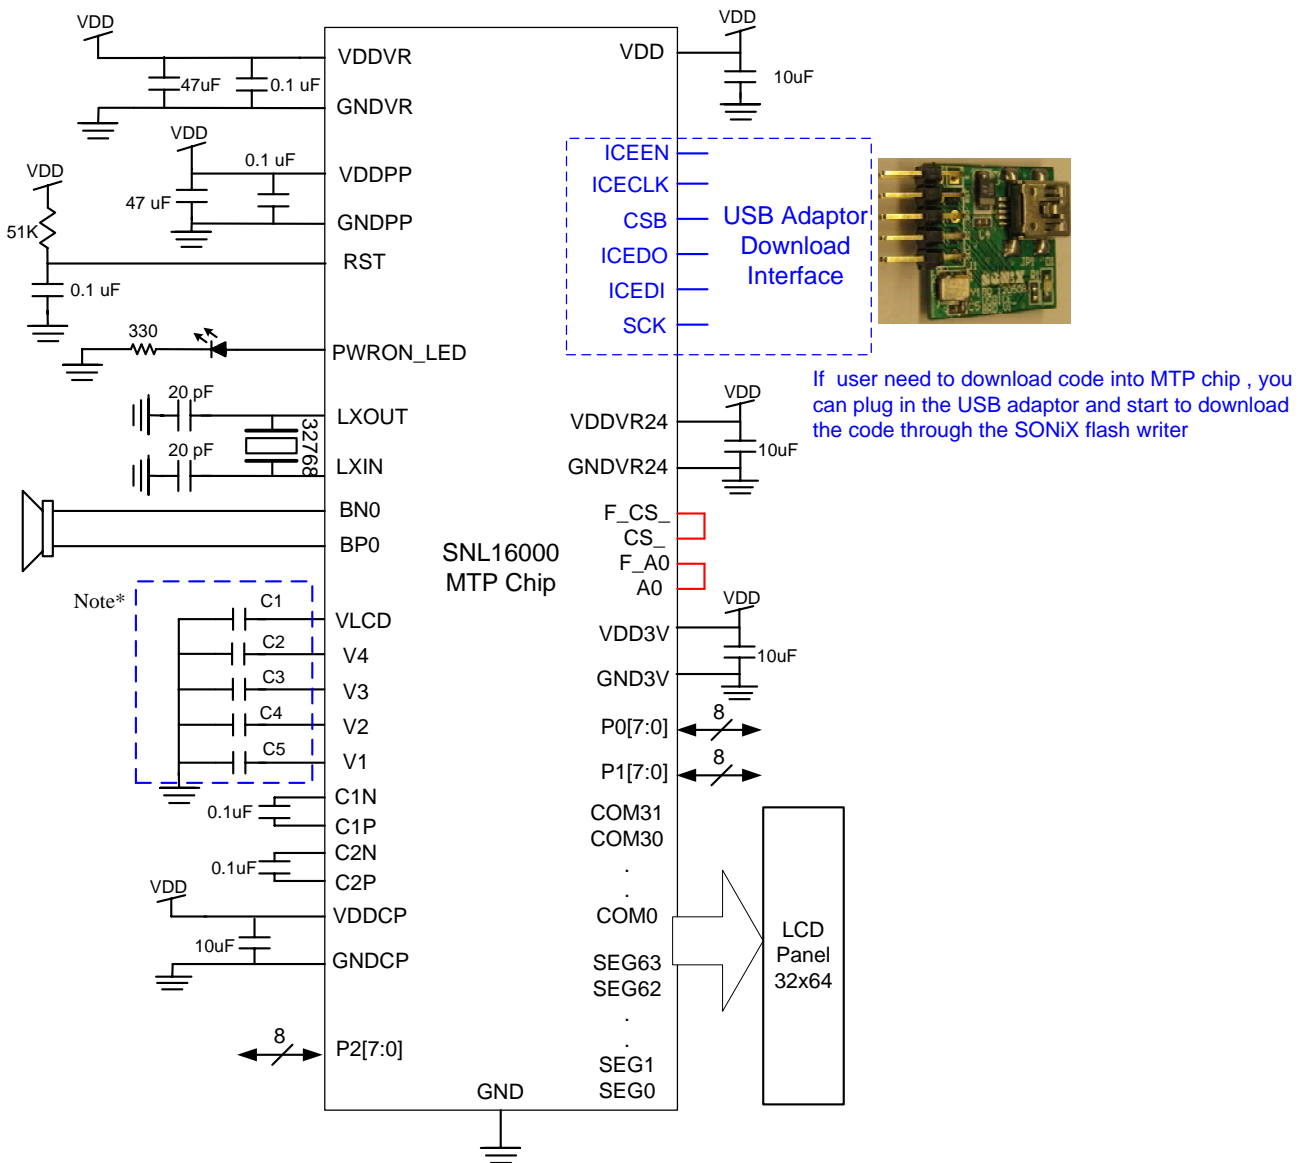 VDD
VDDVR
47uF
0.1 uF
GNDVR
VDD
0.1 uF
VDDPP
47 uF
GNDPP
VDD
51K
RST
0.1 uF
330
PWRON_LED
20 pF
LXOUT
32768
20 pF
LXIN
BN0
BP0
Note*
C1
VLCD
C2
V4
C3
V3
C4
V2
C5
V1
C1N
0.1uF
C1P
C2N
0.1uF
C2P
VDD
VDDCP
10uF
GNDCP
8
P2[7:0]
SNL16000
MTP Chip
GND
VDD
VDD
10uF
ICEEN
ICECLK
CSB
ICEDO
ICEDI
SCK
USB Adaptor
Download
Interface
If user need to download code into MTP chip , you
can plug in the USB adaptor and start to download
the code through the SONiX flash writer
VDD
VDDVR24
10uF
GNDVR24
F_CS_
CS_
F_A0
A0
VDD
VDD3V
10uF
GND3V
P0[7:0]
8
P1[7:0]
8
COM31
COM30
.
.
COM0
SEG63
SEG62
.
.
SEG1
SEG0
LCD
Panel
32x64